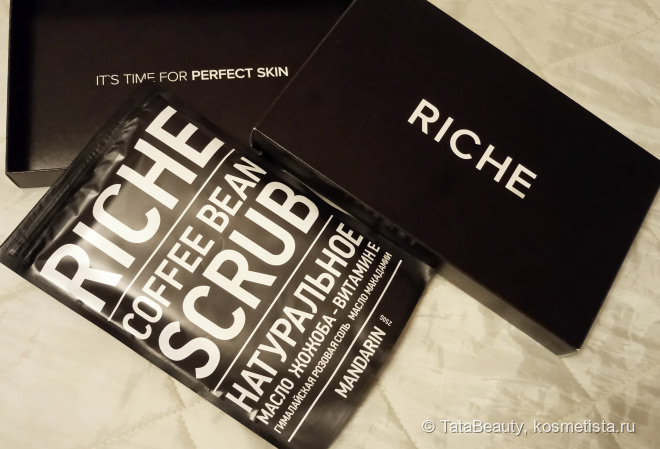 IT'S TIME FOR PERFECT SKIN
RICHE
RICHE
COFFEE BEAN
SCRUB
НАТУРАЛЬНОЕ
МАСЛО ЖОЖОБА - ВИТАМИН Е
ГИМАЛАЙСКАЯ РОЗОВАЯ СОЛЬ МАСЛО МАКАДАМИИ
MANDARIN
© TataBeauty, kosmetista.ru